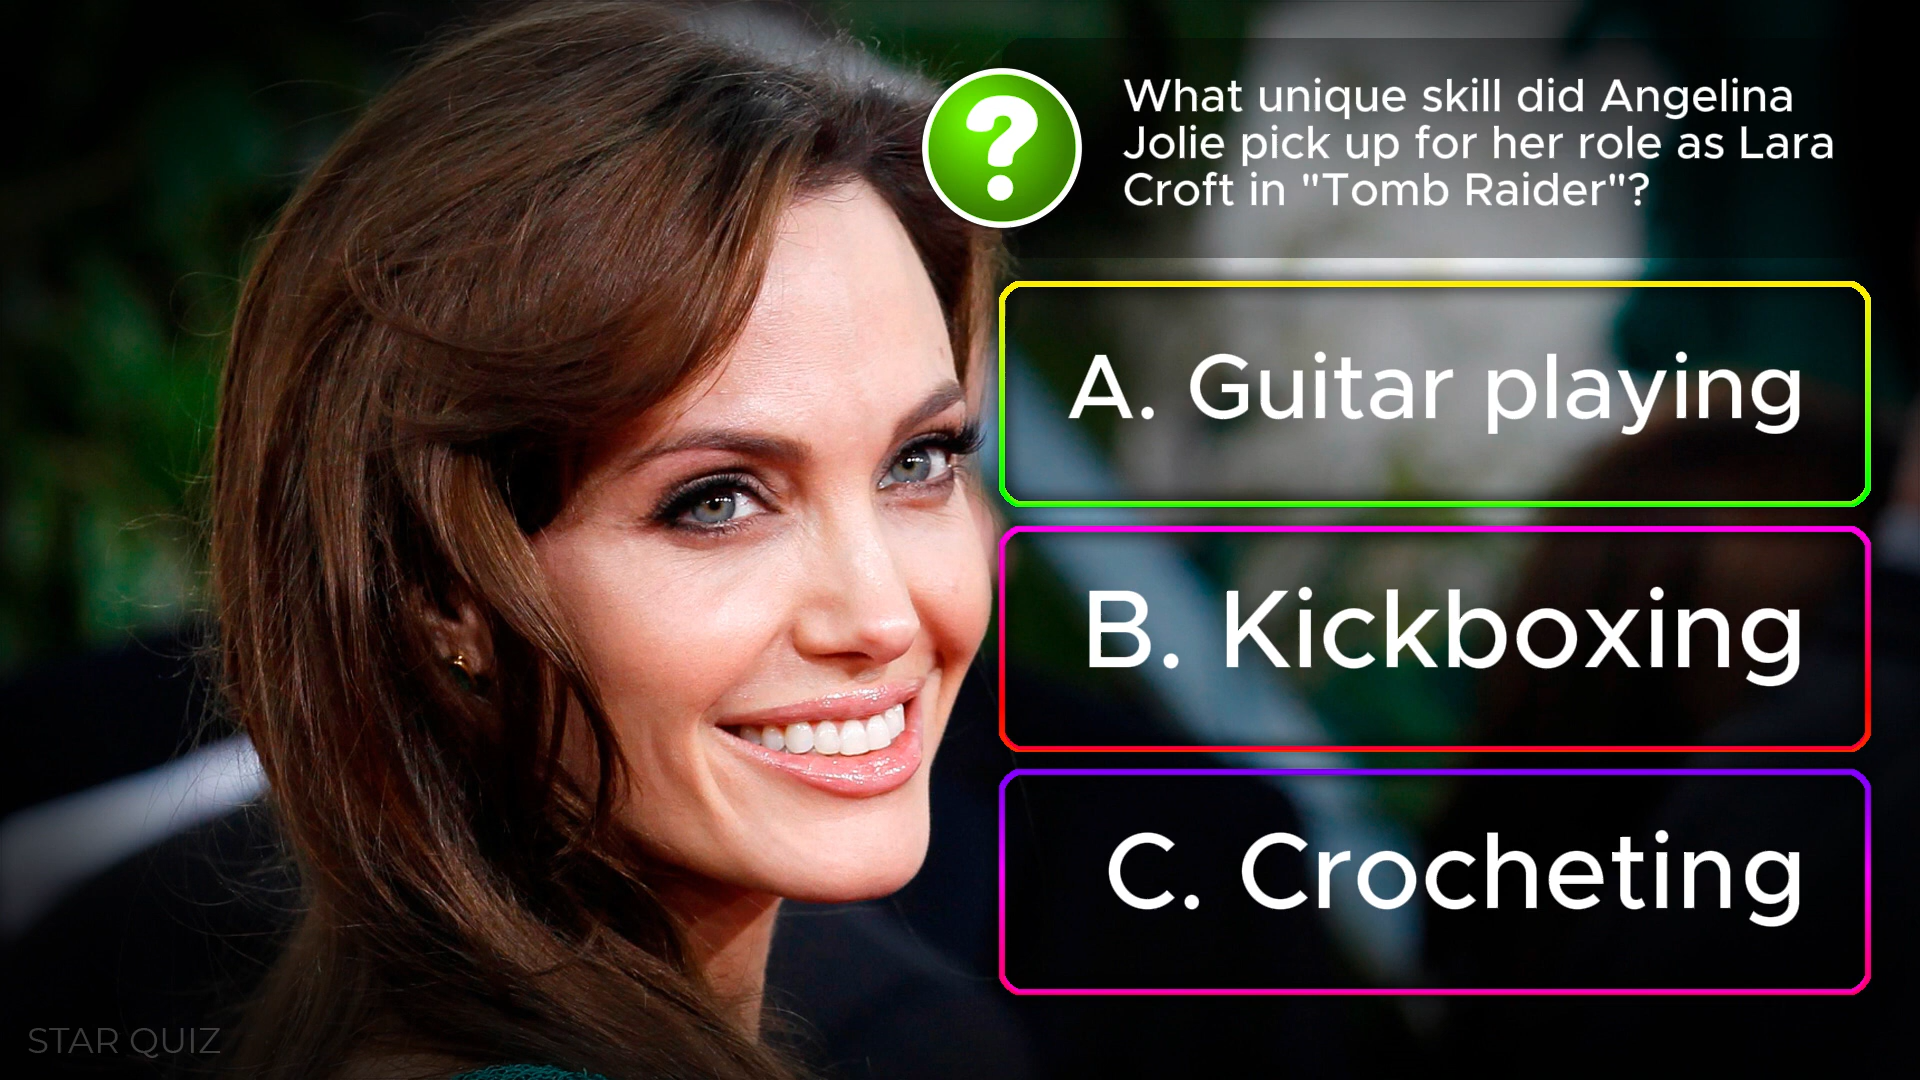 ?
What unique skill did Angelina
Jolie pick up for her role as Lara
Croft in "Tomb Raider"?
A. Guitar playing
B. Kickboxing
C. Crocheting
STAR QUIZ